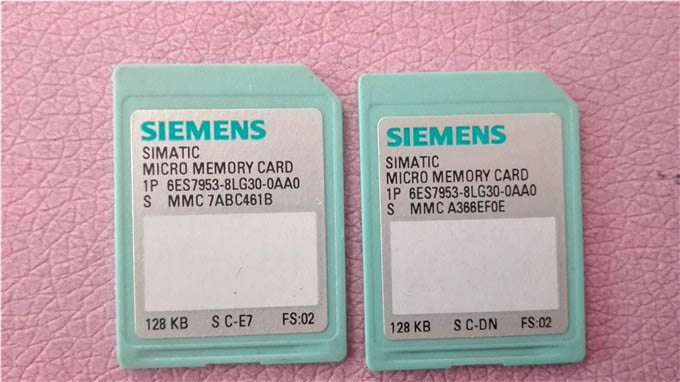 SIEMENS
SIMATIC
MICRO MEMORY CARD
1P 6ES7953-8LG30-0AA0
S MMC 7ABC461B
128 KB S C-E7 FS:02
SIEMENS
SIMATIC
MICRO MEMORY CARD
1P 6ES7953-8LG30-0AA0
S MMC A366EF0E
128 KB S C-DN FS:02